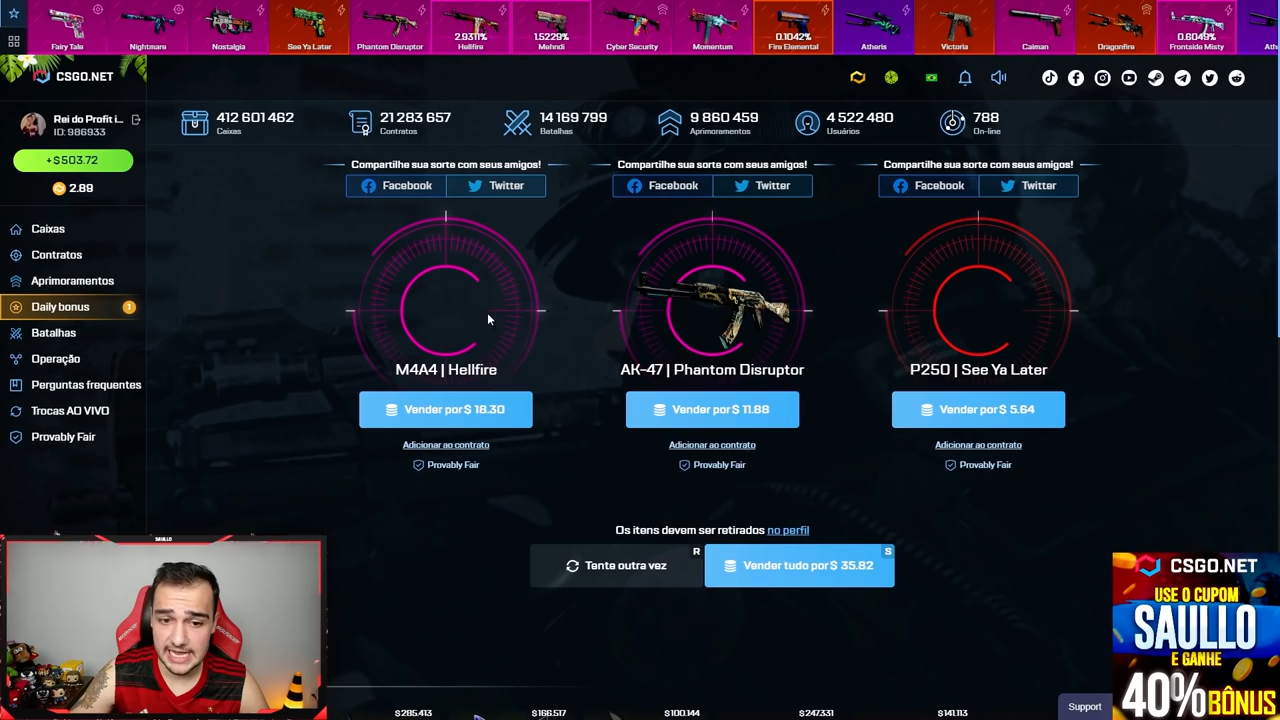 Fairy Tale
Nightmare
Nostalgia
See Ya Later
Phantom Disruptor
2.9311%
Hellfire
1.5229%
Mehndi
Cyber Security
Momentum
0.1042%
Fire Elemental
Atheris
Victoria
Caiman
Dragonfire
0.6049%
Frontside Misty
Ath
CSGO.NET
Rei do Profit i...
ID: 986933
+$503.72
2.89
412 601 462
Caixas
21 283 657
Contratos
14 169 799
Batalhas
9 860 459
Aprimoramentos
4 522 480
Usuários
788
On-line
Caixas
Contratos
Aprimoramentos
Daily bonus 1
Batalhas
Operação
Perguntas frequentes
Trocas AO VIVO
Provably Fair
Compartilhe sua sorte com seus amigos!
Facebook Twitter
M4A4 | Hellfire
Vender por $ 18.30
Adicionar ao contrato
Provably Fair
Compartilhe sua sorte com seus amigos!
Facebook Twitter
AK-47 | Phantom Disruptor
Vender por $ 11.88
Adicionar ao contrato
Provably Fair
Compartilhe sua sorte com seus amigos!
Facebook Twitter
P250 | See Ya Later
Vender por $ 5.64
Adicionar ao contrato
Provably Fair
Os itens devem ser retirados no perfil
Tente outra vez R
Vender tudo por $ 35.82 S
SAULLO
CSGO.NET
USE O CUPOM
SAULLO
E GANHE
40% BÔNUS
Support
$285.413
$166.517
$100.144
$247.331
$141.113